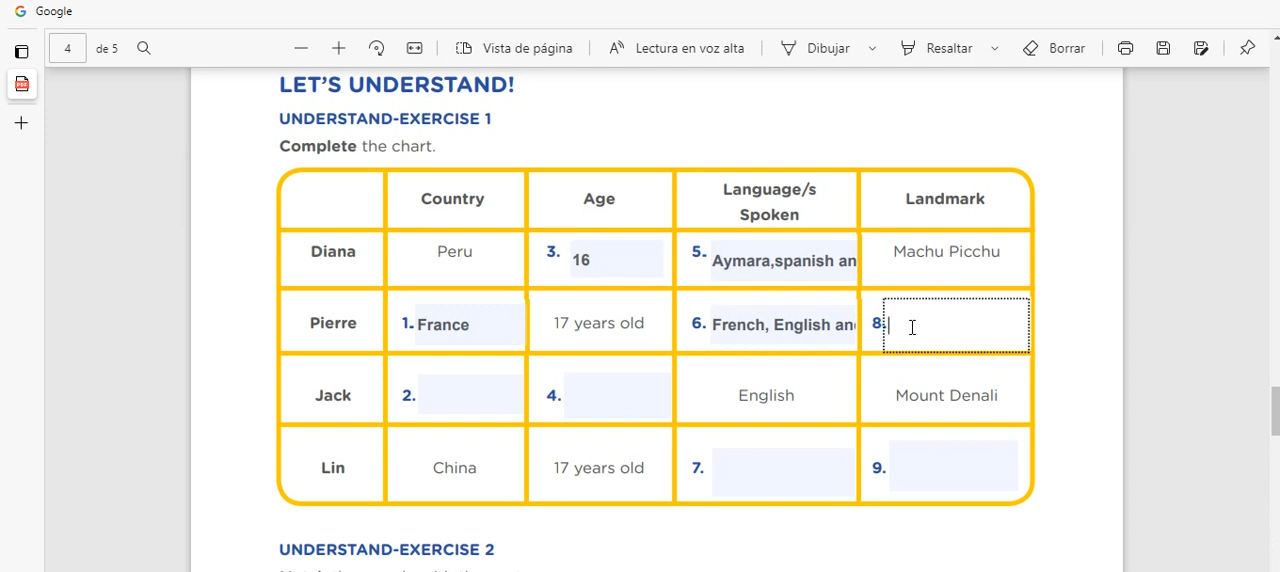 Google
4 de 5 Vista de página Lectura en voz alta Dibujar Resaltar Borrar
PDF
LET'S UNDERSTAND!
UNDERSTAND-EXERCISE 1
Complete the chart.
Country Age Language/s Spoken Landmark
Diana Peru 3. 16 5. Aymara,spanish an Machu Picchu
Pierre 1. France 17 years old 6. French, English an 8.
Jack 2. 4. English Mount Denali
Lin China 17 years old 7. 9.
UNDERSTAND-EXERCISE 2